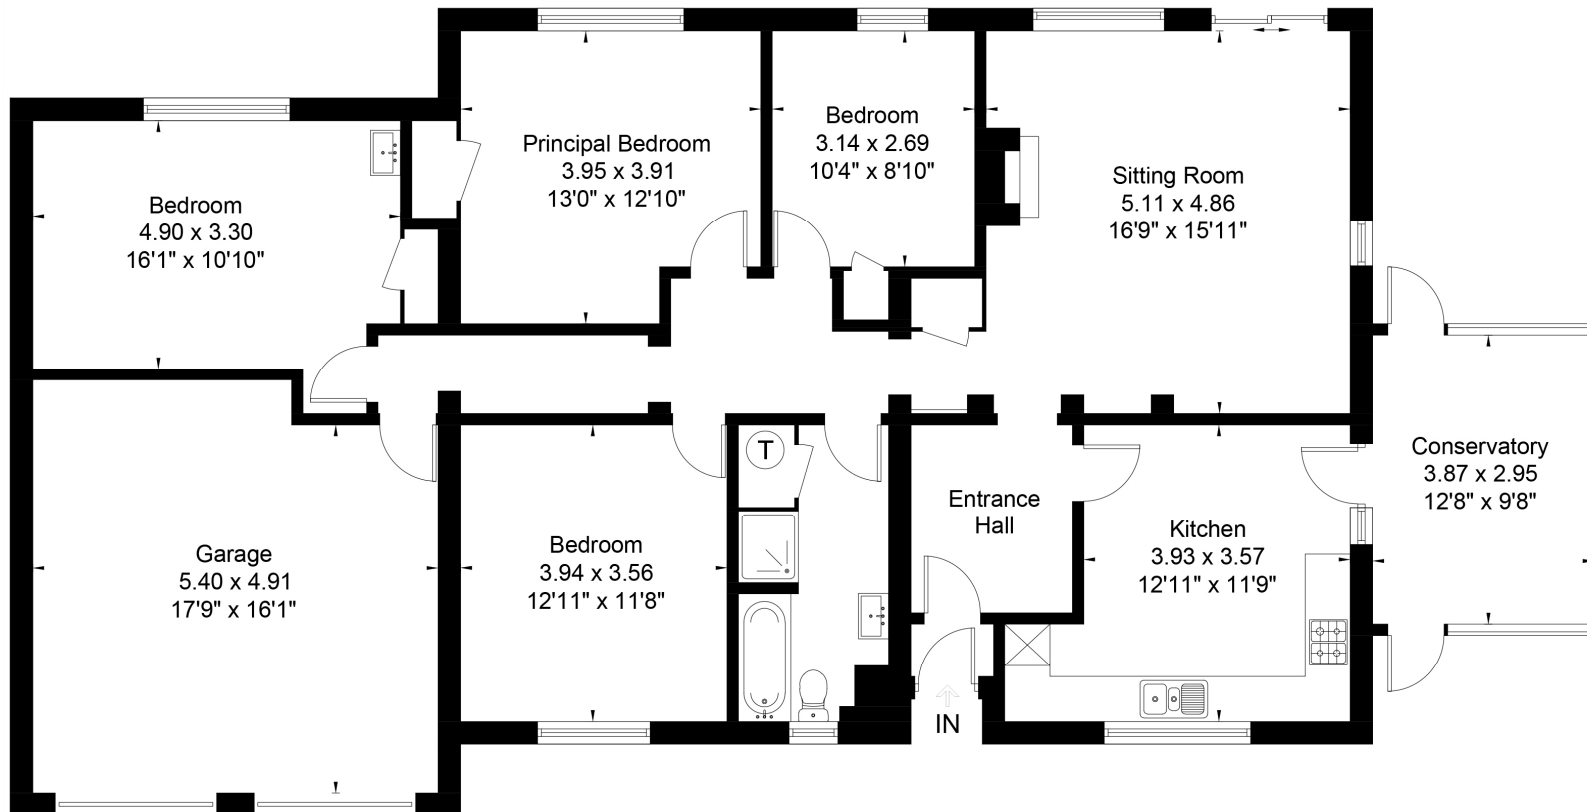 Bedroom
4.90 x 3.30
16'1" x 10'10"
Principal Bedroom
3.95 x 3.91
13'0" x 12'10"
Bedroom
3.14 x 2.69
10'4" x 8'10"
Sitting Room
5.11 x 4.86
16'9" x 15'11"
Garage
5.40 x 4.91
17'9" x 16'1"
Bedroom
3.94 x 3.56
12'11" x 11'8"
T
Entrance
Hall
IN
Kitchen
3.93 x 3.57
12'11" x 11'9"
Conservatory
3.87 x 2.95
12'8" x 9'8"